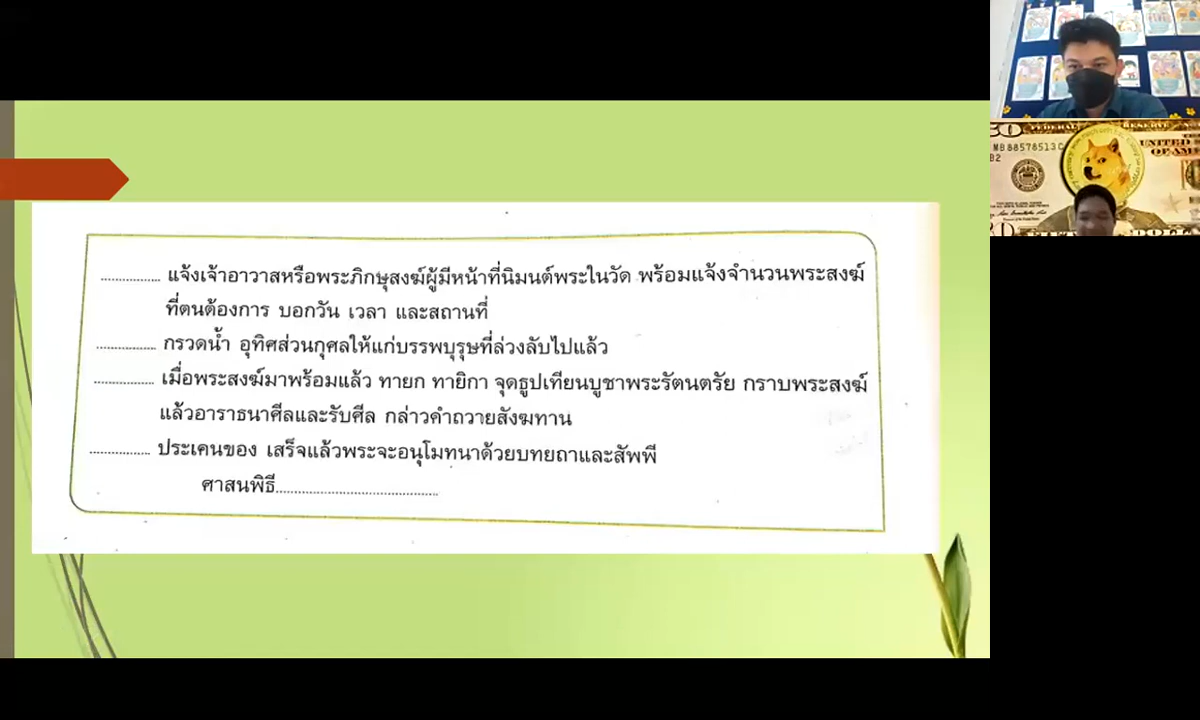 ............ แจ้งเจ้าอาวาสหรือพระภิกษุสงฆ์ผู้มีหน้าที่นิมนต์พระในวัด พร้อมแจ้งจำนวนพระสงฆ์
ที่ตนต้องการ บอกวัน เวลา และสถานที่
............ กรวดน้ำ อุทิศส่วนกุศลให้แก่บรรพบุรุษที่ล่วงลับไปแล้ว
............ เมื่อพระสงฆ์มาพร้อมแล้ว ทายก ทายิกา จุดธูปเทียนบูชาพระรัตนตรัย กราบพระสงฆ์
แล้วอาราธนาศีลและรับศีล กล่าวคำถวายสังฆทาน
............ ประเคนของ เสร็จแล้วพระจะอนุโมทนาด้วยบทยถาและสัพพี
ศาสนพิธี................................
FEDERAL RESERVE
MB 88578513
B2
UNITED
OF AM